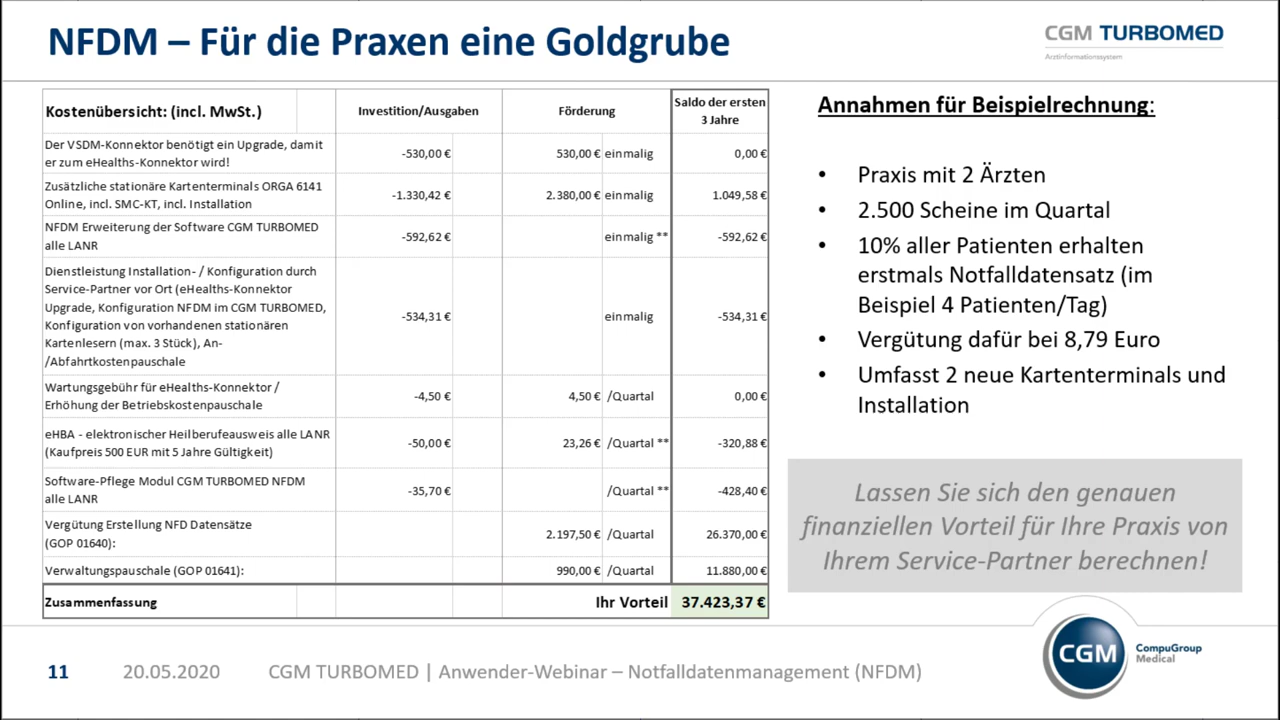 NFDM – Für die Praxen eine Goldgrube
CGM TURBOMED
Arztinformationssystem
Kostenübersicht: (incl. MwSt.) Investition/Ausgaben Förderung Saldo der ersten
3 Jahre
Der VSDM-Konnektor benötigt ein Upgrade, damit
er zum eHealths-Konnektor wird!
-530,00 € 530,00 € einmalig 0,00 €
Zusätzliche stationäre Kartenterminals ORGA 6141
Online, incl. SMC-KT, incl. Installation
-1.330,42 € 2.380,00 € einmalig 1.049,58 €
NFDM Erweiterung der Software CGM TURBOMED
alle LANR
-592,62 € einmalig ** -592,62 €
Dienstleistung Installation- / Konfiguration durch
Service-Partner vor Ort (eHealths-Konnektor
Upgrade, Konfiguration NFDM im CGM TURBOMED,
Konfiguration von vorhandenen stationären
Kartenlesern (max. 3 Stück), An-
/Abfahrtkostenpauschale
-534,31 € einmalig -534,31 €
Wartungsgebühr für eHealths-Konnektor /
Erhöhung der Betriebskostenpauschale
-4,50 € 4,50 € /Quartal 0,00 €
eHBA - elektronischer Heilberufeausweis alle LANR
(Kaufpreis 500 EUR mit 5 Jahre Gültigkeit)
-50,00 € 23,26 € /Quartal ** -320,88 €
Software-Pflege Modul CGM TURBOMED NFDM
alle LANR
-35,70 € /Quartal ** -428,40 €
Vergütung Erstellung NFD Datensätze
(GOP 01640):
2.197,50 € /Quartal 26.370,00 €
Verwaltungspauschale (GOP 01641): 990,00 € /Quartal 11.880,00 €
Zusammenfassung Ihr Vorteil 37.423,37 €
Annahmen für Beispielrechnung:
• Praxis mit 2 Ärzten
• 2.500 Scheine im Quartal
• 10% aller Patienten erhalten
erstmals Notfalldatensatz (im
Beispiel 4 Patienten/Tag)
• Vergütung dafür bei 8,79 Euro
• Umfasst 2 neue Kartenterminals und
Installation
Lassen Sie sich den genauen
finanziellen Vorteil für Ihre Praxis von
Ihrem Service-Partner berechnen!
11 20.05.2020 CGM TURBOMED | Anwender-Webinar – Notfalldatenmanagement (NFDM)
CGM
CompuGroup
Medical